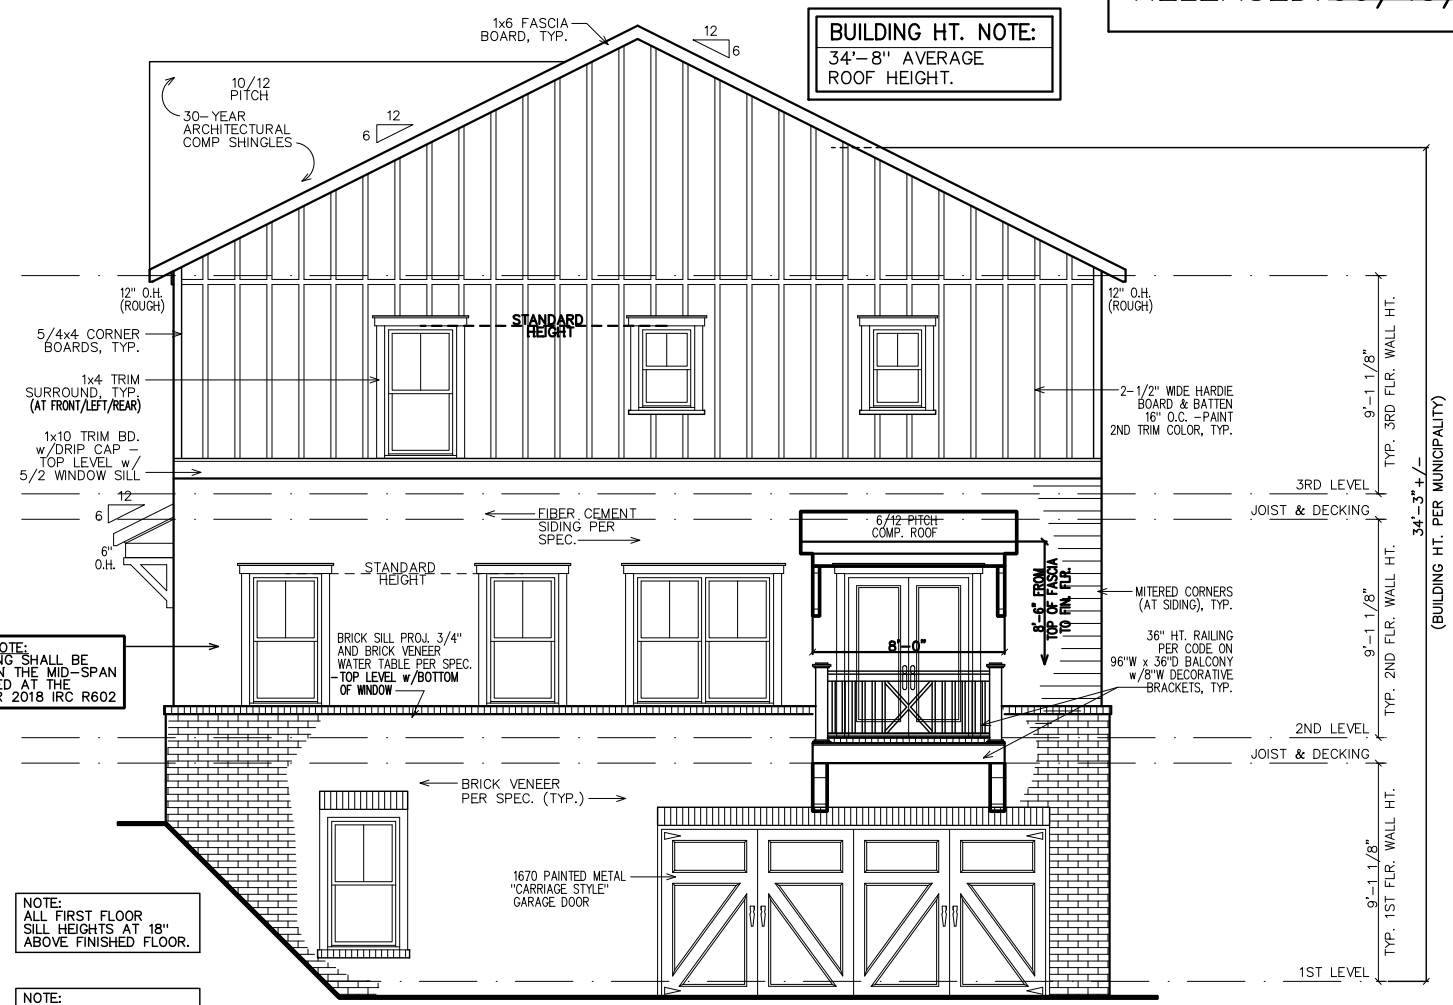 1x6 FASCIA
BOARD, TYP.
12
6
BUILDING HT. NOTE:
34'-8" AVERAGE
ROOF HEIGHT.
10/12
PITCH
30-YEAR
ARCHITECTURAL
COMP SHINGLES
12
6
12" O.H.
(ROUGH)
12" O.H.
(ROUGH)
5/4x4 CORNER
BOARDS, TYP.
STANDARD
HEIGHT
1x4 TRIM
SURROUND, TYP.
(AT FRONT/LEFT/REAR)
2-1/2" WIDE HARDIE
BOARD & BATTEN
16" O.C. -PAINT
2ND TRIM COLOR, TYP.
9'-1 1/8"
TYP. 3RD FLR. WALL HT.
1x10 TRIM BD.
w/DRIP CAP -
TOP LEVEL w/
5/2 WINDOW SILL
3RD LEVEL
JOIST & DECKING
34'-3"+/-
(BUILDING HT. PER MUNICIPALITY)
12
6
6"
O.H.
FIBER CEMENT
SIDING PER
SPEC.
6/12 PITCH
COMP. ROOF
STANDARD
HEIGHT
8'-6" FROM
TOP OF FASCIA
TO FIN. FLR.
MITERED CORNERS
(AT SIDING), TYP.
9'-1 1/8"
TYP. 2ND FLR. WALL HT.
8'-0"
36" HT. RAILING
PER CODE ON
96"W x 36"D BALCONY
w/8"W DECORATIVE
BRACKETS, TYP.
BRICK SILL PROJ. 3/4"
AND BRICK VENEER
WATER TABLE PER SPEC.
-TOP LEVEL w/BOTTOM
OF WINDOW
OTE:
NG SHALL BE
N THE MID-SPAN
ED AT THE
R 2018 IRC R602
2ND LEVEL
JOIST & DECKING
BRICK VENEER
PER SPEC. (TYP.)
9'-1 1/8"
TYP. 1ST FLR. WALL HT.
1670 PAINTED METAL
"CARRIAGE STYLE"
GARAGE DOOR
NOTE:
ALL FIRST FLOOR
SILL HEIGHTS AT 18"
ABOVE FINISHED FLOOR.
1ST LEVEL
NOTE: